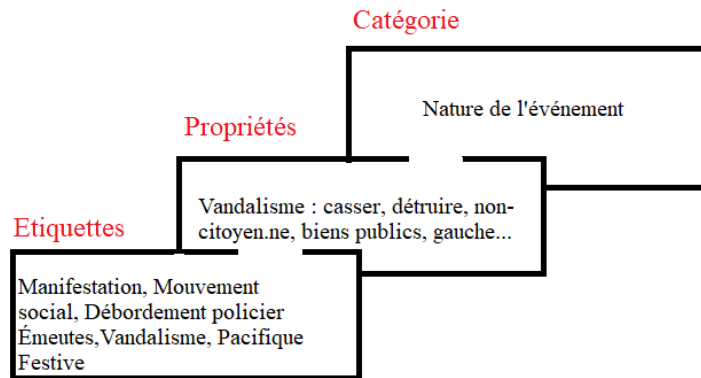 Catégorie
Nature de l'événement
Propriétés
Vandalisme : casser, détruire, non-
citoyen.ne, biens publics, gauche...
Etiquettes
Manifestation, Mouvement
social, Débordement policier
Émeutes,Vandalisme, Pacifique
Festive